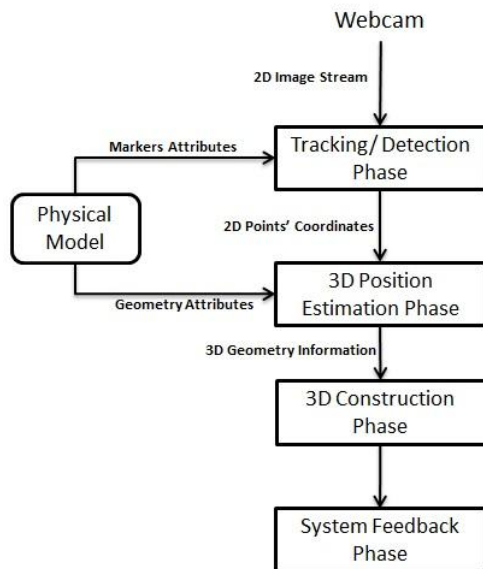 Webcam
2D Image Stream
Markers Attributes
Tracking/Detection
Phase
Physical
Model
2D Points' Coordinates
Geometry Attributes
3D Position
Estimation Phase
3D Geometry Information
3D Construction
Phase
System Feedback
Phase